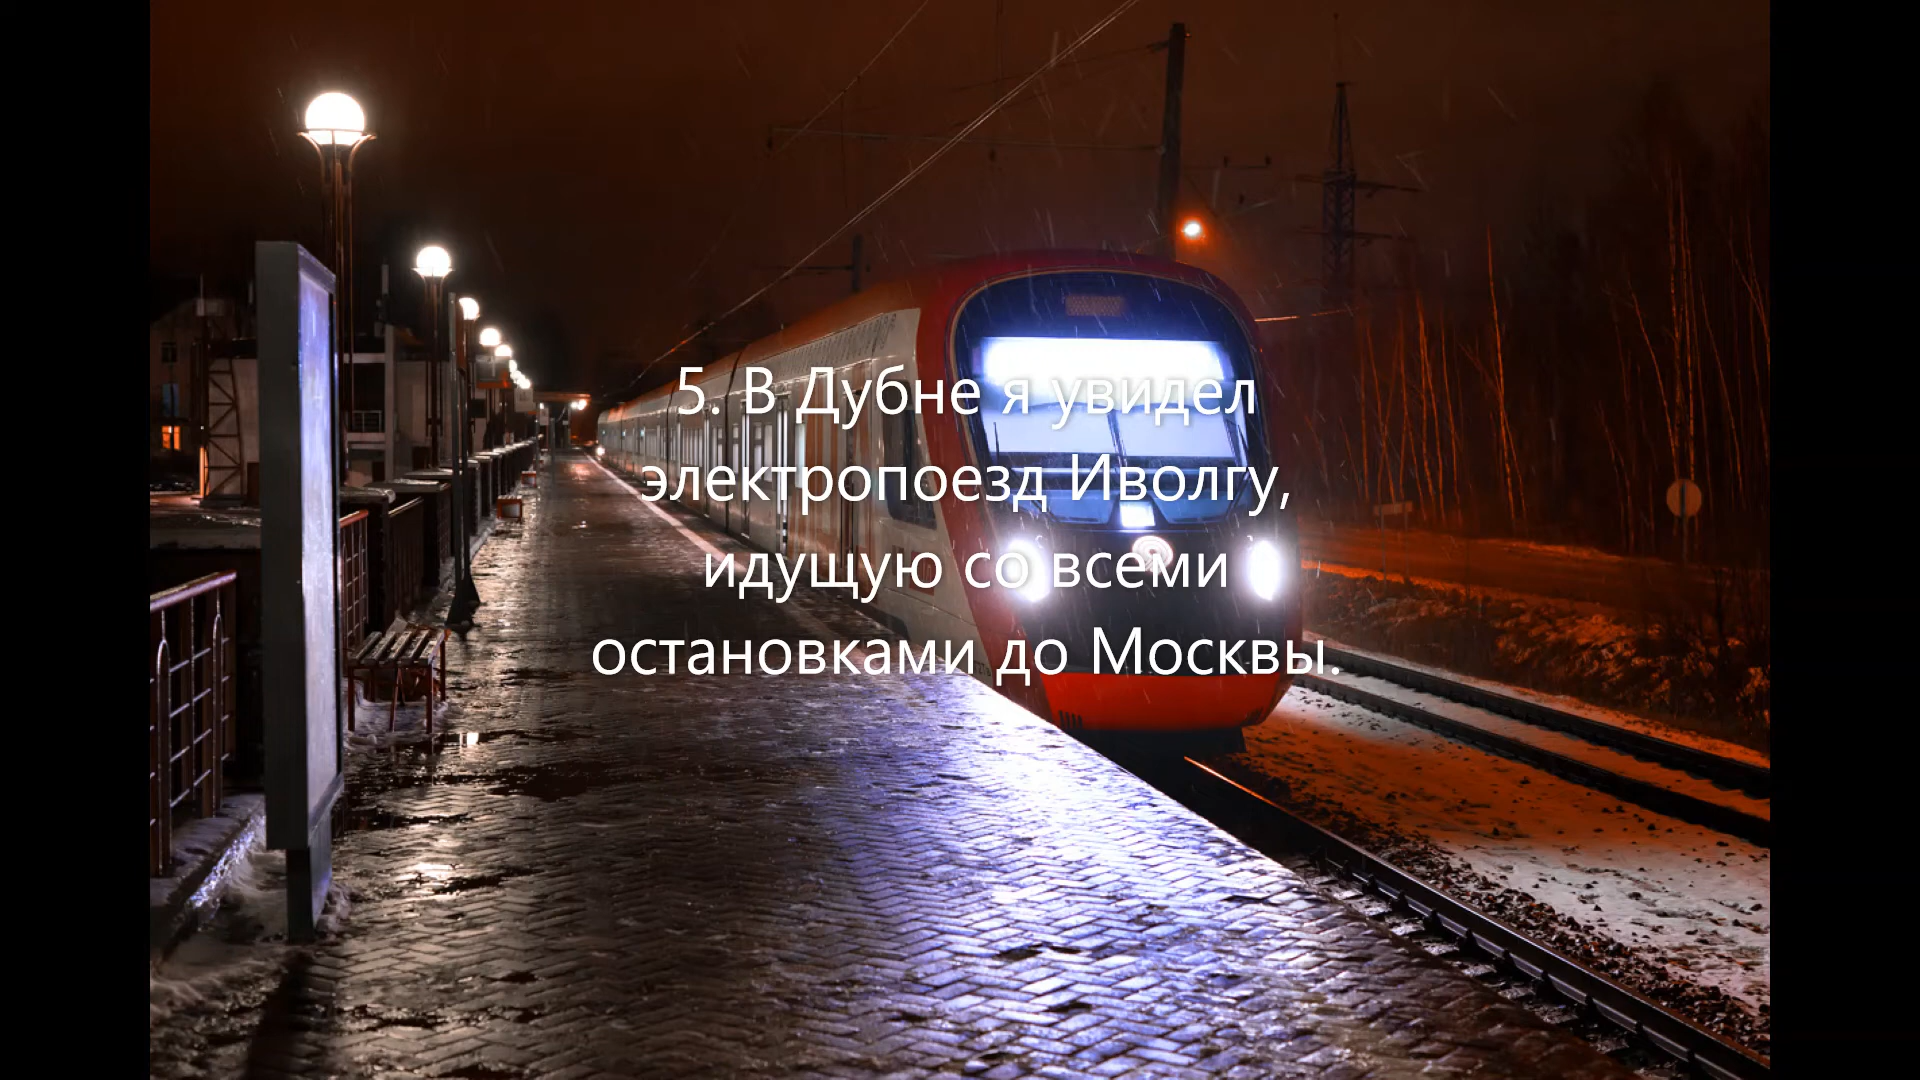 5. В Дубне я увидел
электропоезд Иволгу,
идущую со всеми
остановками до Москвы.